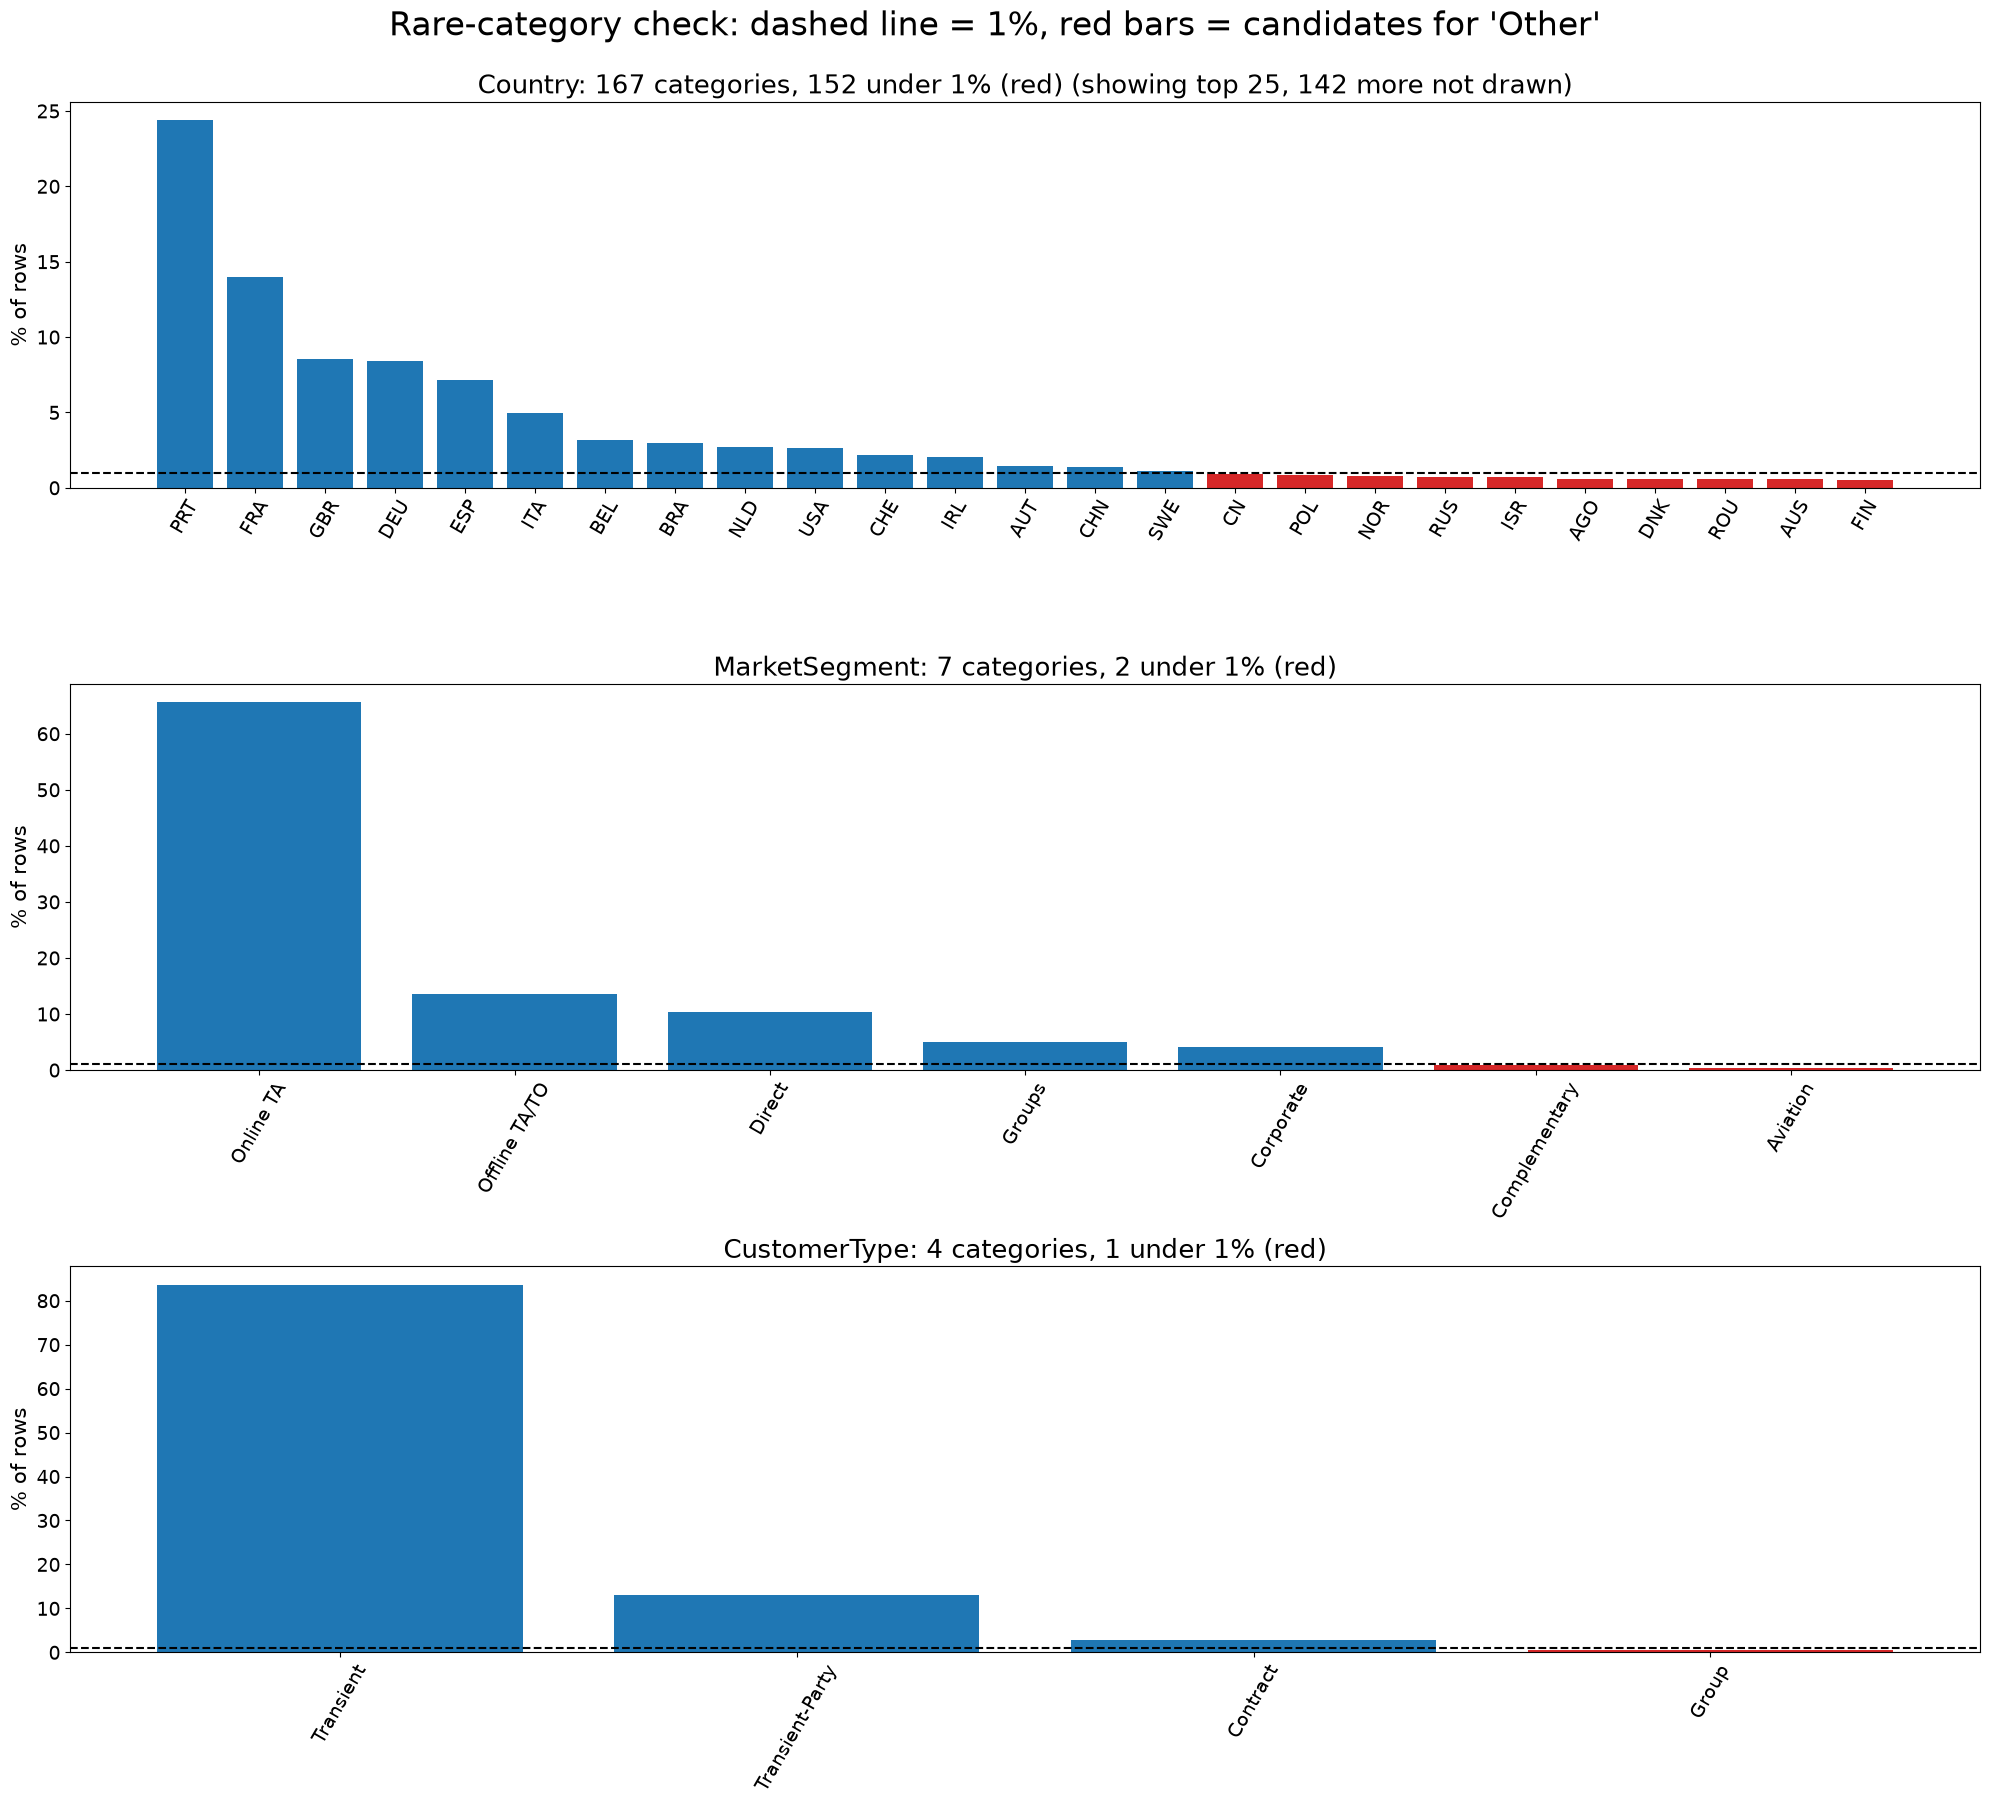 Rare-category check: dashed line = 1%, red bars = candidates for 'Other'
Country: 167 categories, 152 under 1% (red) (showing top 25, 142 more not drawn)
% of rows
25
20
15
10
5
0
PRT
FRA
GBR
DEU
ESP
ITA
BEL
BRA
NLD
USA
CHE
IRL
AUT
CHN
SWE
CN
POL
NOR
RUS
ISR
AGO
DNK
ROU
AUS
FIN
MarketSegment: 7 categories, 2 under 1% (red)
% of rows
60
50
40
30
20
10
0
Online TA
Offline TA/TO
Direct
Groups
Corporate
Complementary
Aviation
CustomerType: 4 categories, 1 under 1% (red)
% of rows
80
70
60
50
40
30
20
10
0
Transient
Transient-Party
Contract
Group